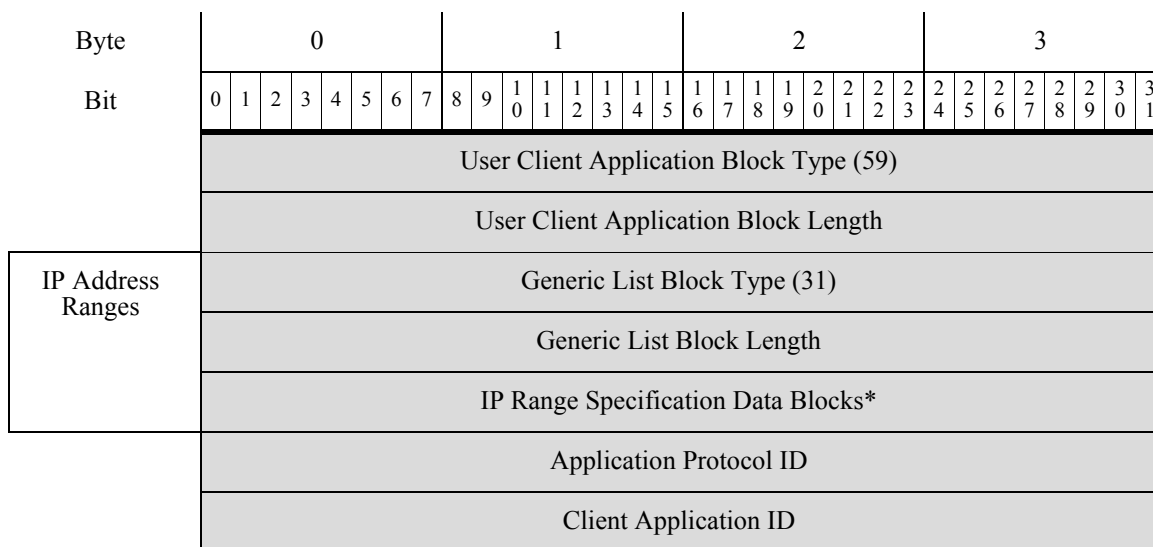 Byte 0 1 2 3
Bit 0 1 2 3 4 5 6 7 8 9 10 11 12 13 14 15 16 17 18 19 20 21 22 23 24 25 26 27 28 29 30 31
User Client Application Block Type (59)
User Client Application Block Length
IP Address
Ranges
Generic List Block Type (31)
Generic List Block Length
IP Range Specification Data Blocks*
Application Protocol ID
Client Application ID